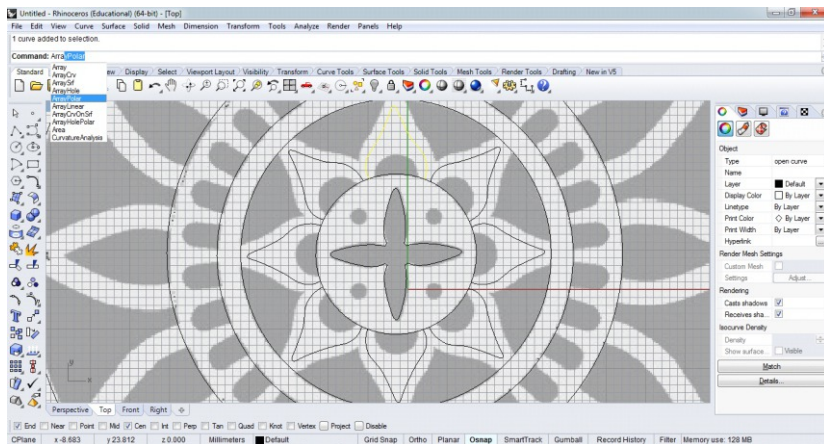 Untitled - Rhinoceros (Educational) (64-bit) - [Top]
File Edit View Curve Surface Solid Mesh Dimension Transform Tools Analyze Render Panels Help
1 curve added to selection.
Command: ArrayPolar
Array
ArrayCrv
ArraySrf
ArrayHole
ArrayPolar
ArrayLinear
ArrayCrvOnSrf
ArrayHolePolar
Area
CurvatureAnalysis
Standard Display Select Viewport Layout Visibility Transform Curve Tools Surface Tools Solid Tools Mesh Tools Render Tools Drafting New in V5
Object
Type open curve
Name
Layer Default
Display Color By Layer
Linetype By Layer
Print Color By Layer
Print Width By Layer
Hyperlink
Render Mesh Settings
Custom Mesh
Settings Adjust...
Rendering
Casts shadows
Receives sha...
Isocurve Density
Density
Show surface... Visible
Match
Details...
y
x
Perspective Top Front Right
End Near Point Mid Cen Int Perp Tan Quad Knot Vertex Project Disable
CPlane x -8.683 y 23.812 z 0.000 Millimeters Default Grid Snap Ortho Planar Osnap SmartTrack Gumball Record History Filter Memory use: 128 MB